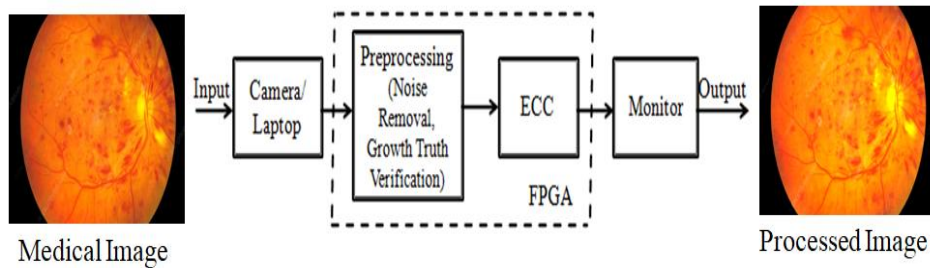 Medical Image
Input
Camera/
Laptop
Preprocessing
(Noise
Removal,
Growth Truth
Verification)
ECC
FPGA
Monitor
Output
Processed Image